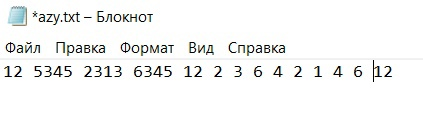 *azy.txt – Блокнот
Файл Правка Формат Вид Справка
12 5345 2313 6345 12 2 3 6 4 2 1 4 6 12